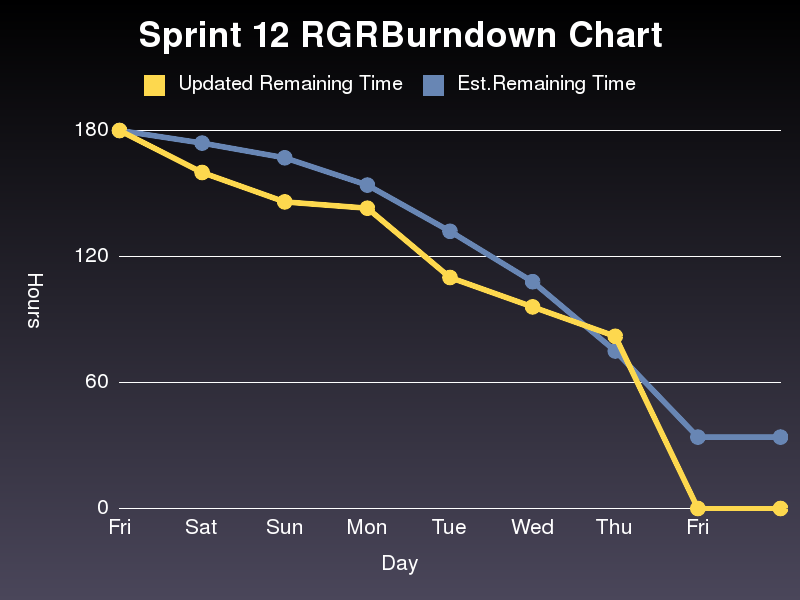 Sprint 12 RGRBurndown Chart
Updated Remaining Time Est.Remaining Time
180
120
60
0
Hours
Fri Sat Sun Mon Tue Wed Thu Fri
Day